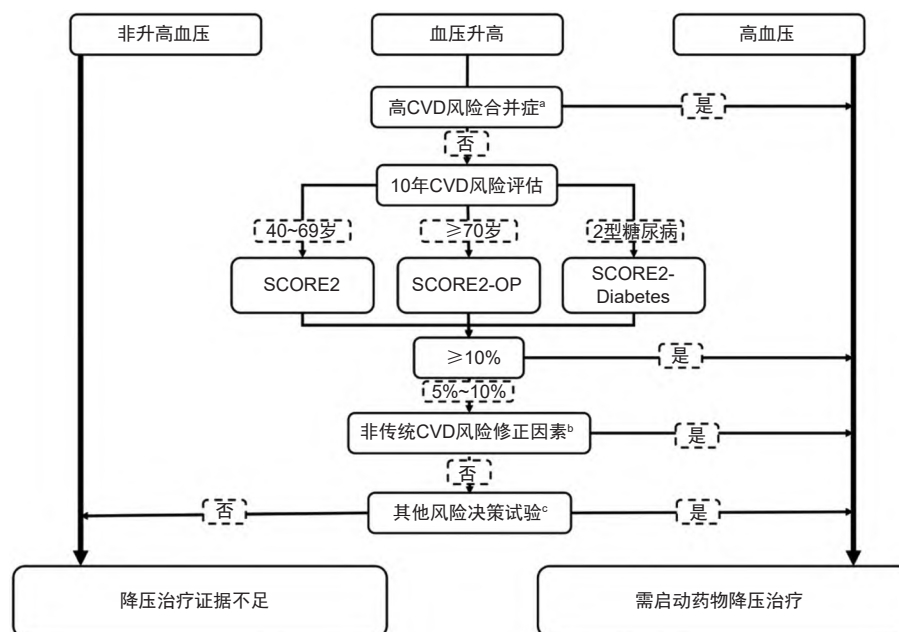 非升高血压
血压升高
高血压
高CVD风险合并症ᵃ
是
否
10年CVD风险评估
40~69岁
≥70岁
2型糖尿病
SCORE2
SCORE2-OP
SCORE2-
Diabetes
≥10%
是
5%~10%
非传统CVD风险修正因素ᵇ
是
否
否
其他风险决策试验ᶜ
是
降压治疗证据不足
需启动药物降压治疗